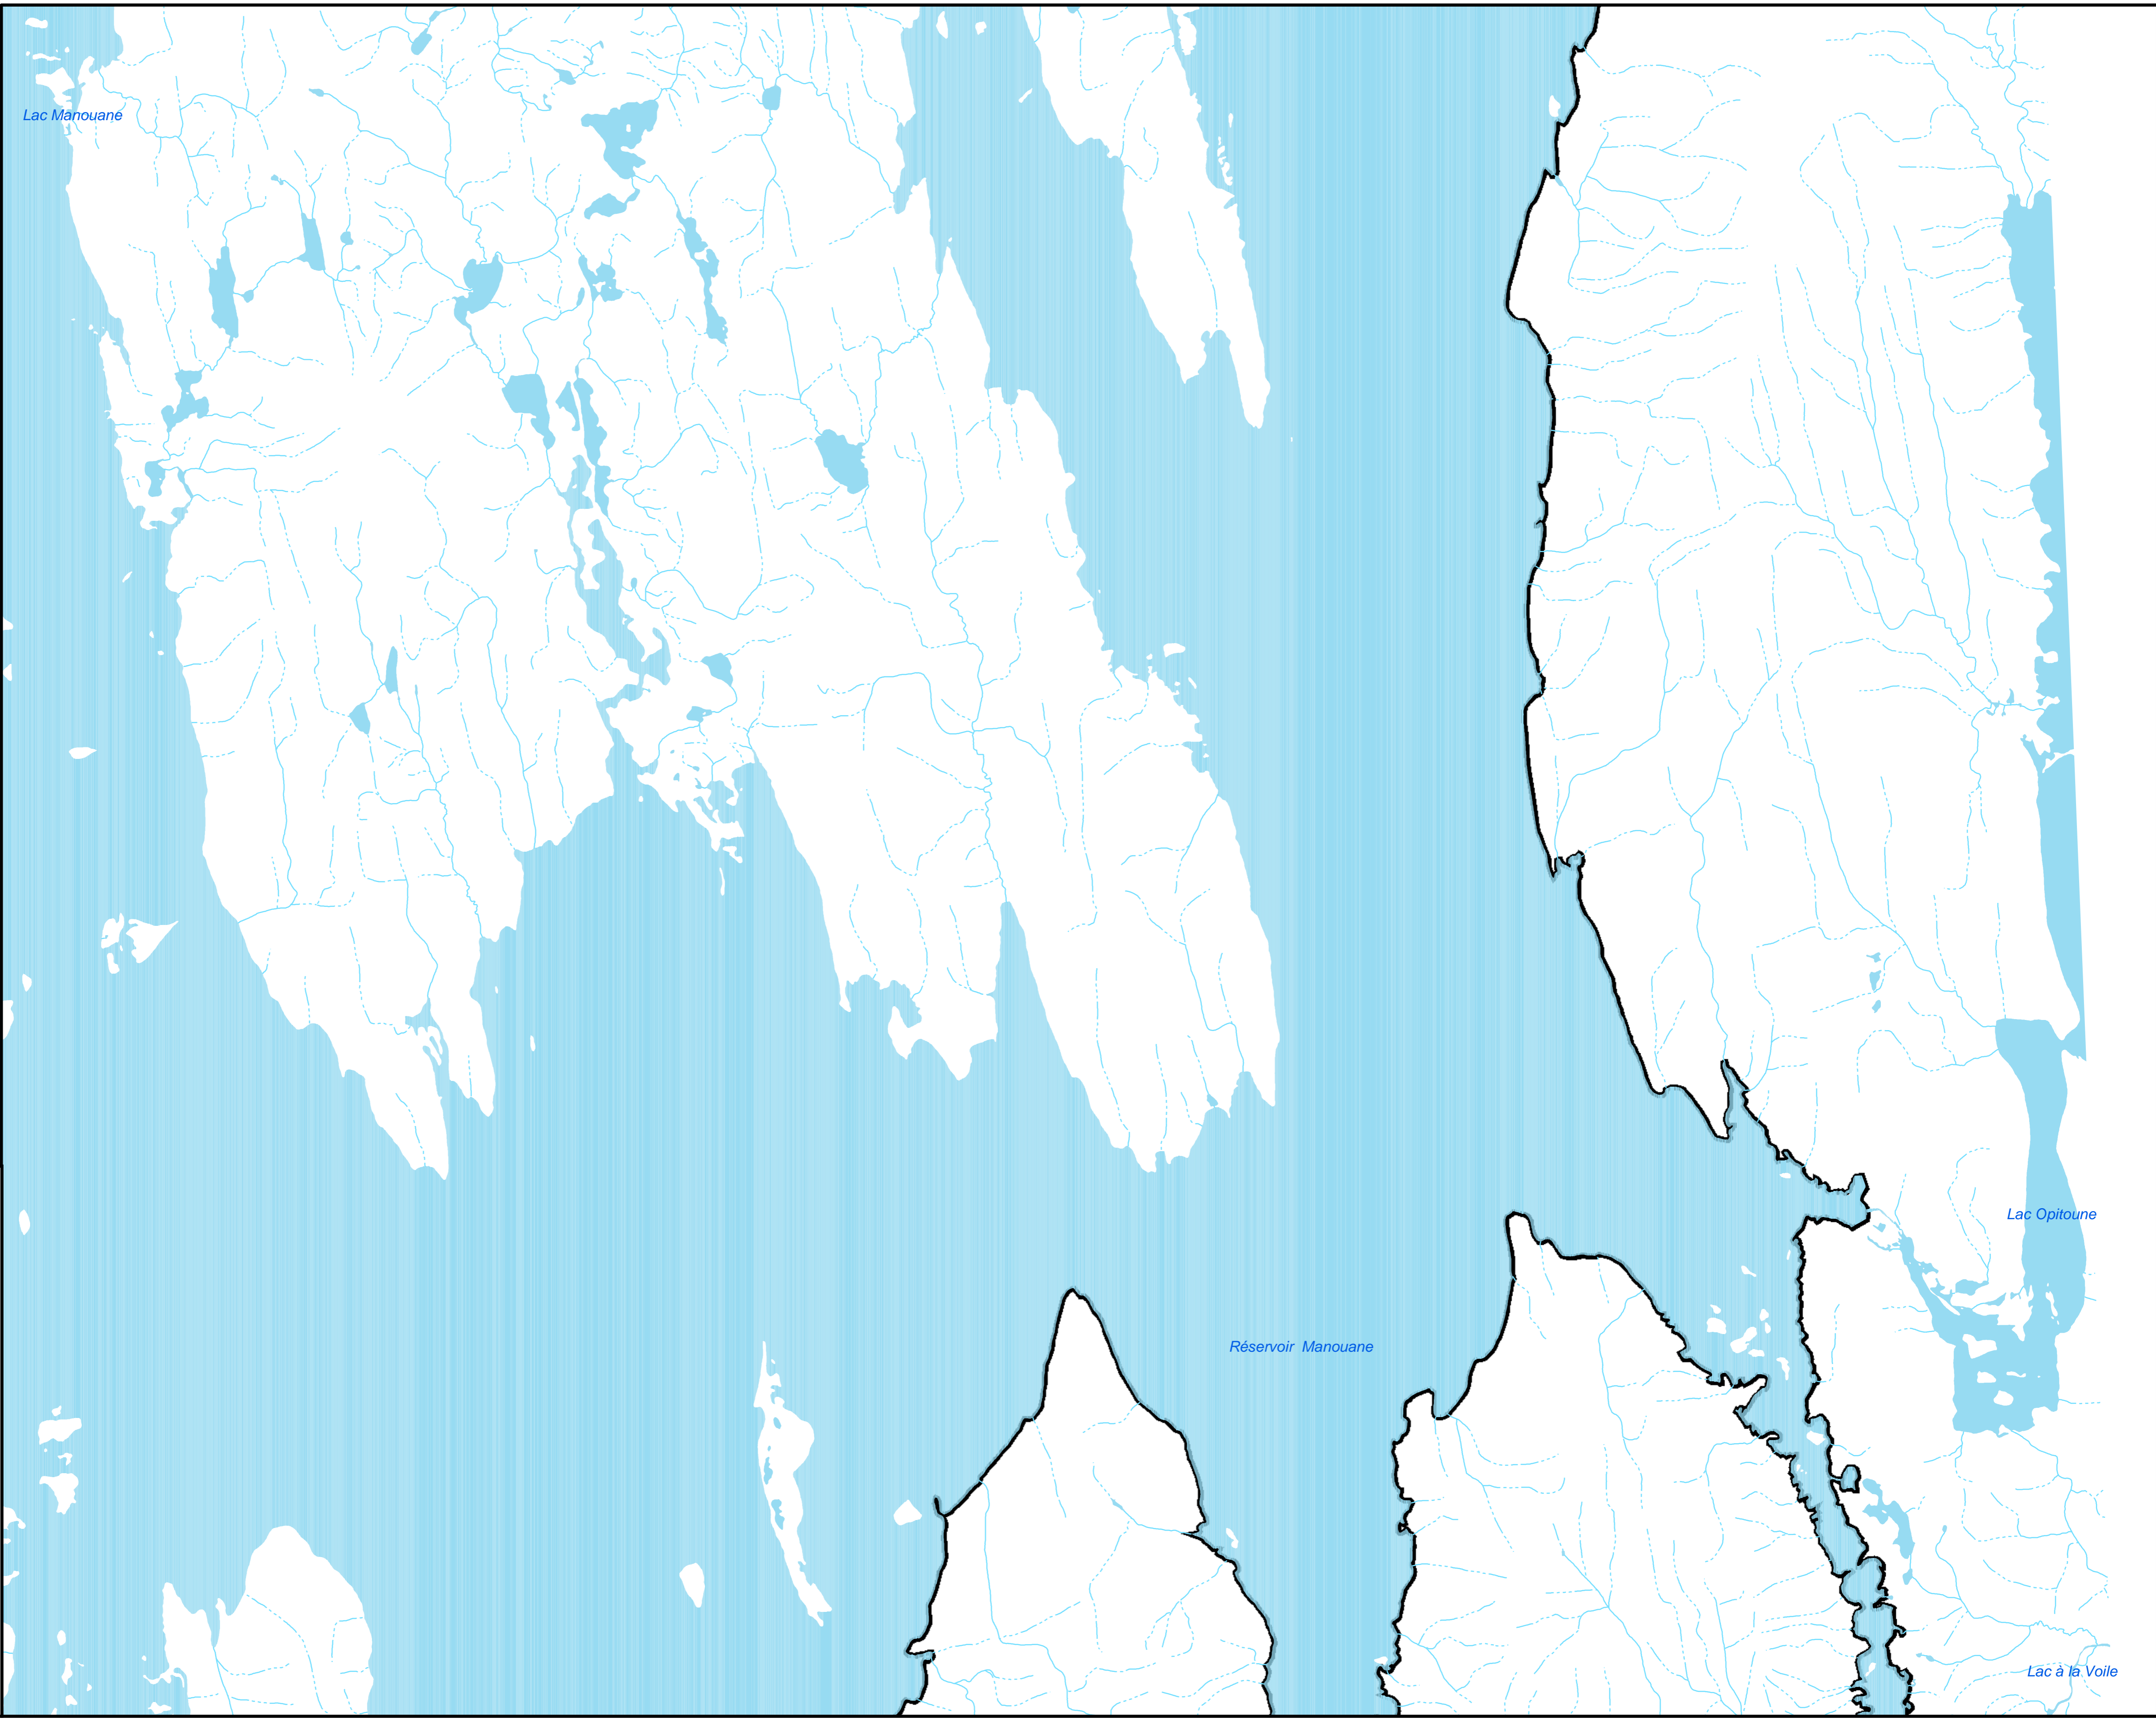 Lac Manouane
Lac Opitoune
Réservoir Manouane
Lac à la Voile